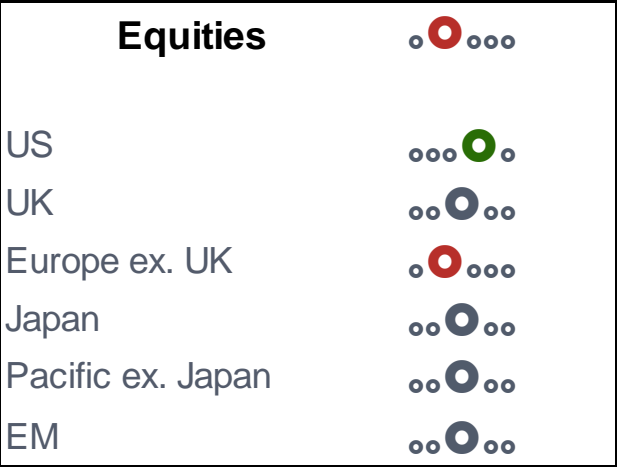 Equities
US
UK
Europe ex. UK
Japan
Pacific ex. Japan
EM